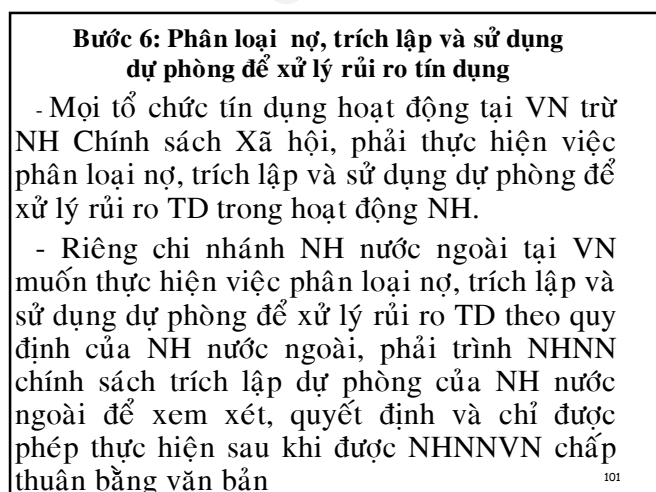 Bước 6: Phân loại nợ, trích lập và sử dụng
dự phòng để xử lý rủi ro tín dụng
- Mọi tổ chức tín dụng hoạt động tại VN trừ
NH Chính sách Xã hội, phải thực hiện việc
phân loại nợ, trích lập và sử dụng dự phòng để
xử lý rủi ro TD trong hoạt động NH.
- Riêng chi nhánh NH nước ngoài tại VN
muốn thực hiện việc phân loại nợ, trích lập và
sử dụng dự phòng để xử lý rủi ro TD theo quy
định của NH nước ngoài, phải trình NHNN
chính sách trích lập dự phòng của NH nước
ngoài để xem xét, quyết định và chỉ được
phép thực hiện sau khi được NHNNVN chấp
thuận bằng văn bản
101